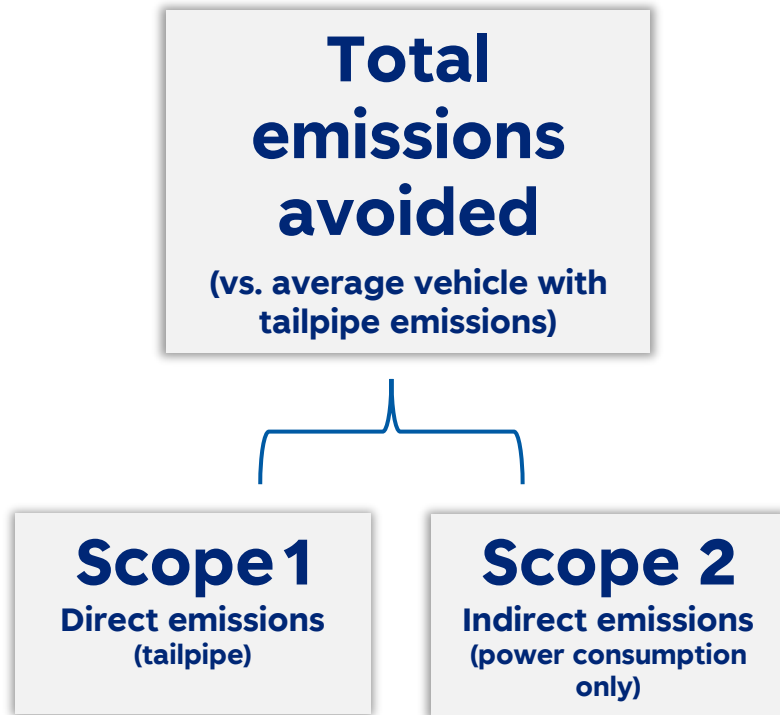 Total
emissions
avoided
(vs. average vehicle with
tailpipe emissions)
Scope 1
Direct emissions
(tailpipe)
Scope 2
Indirect emissions
(power consumption
only)